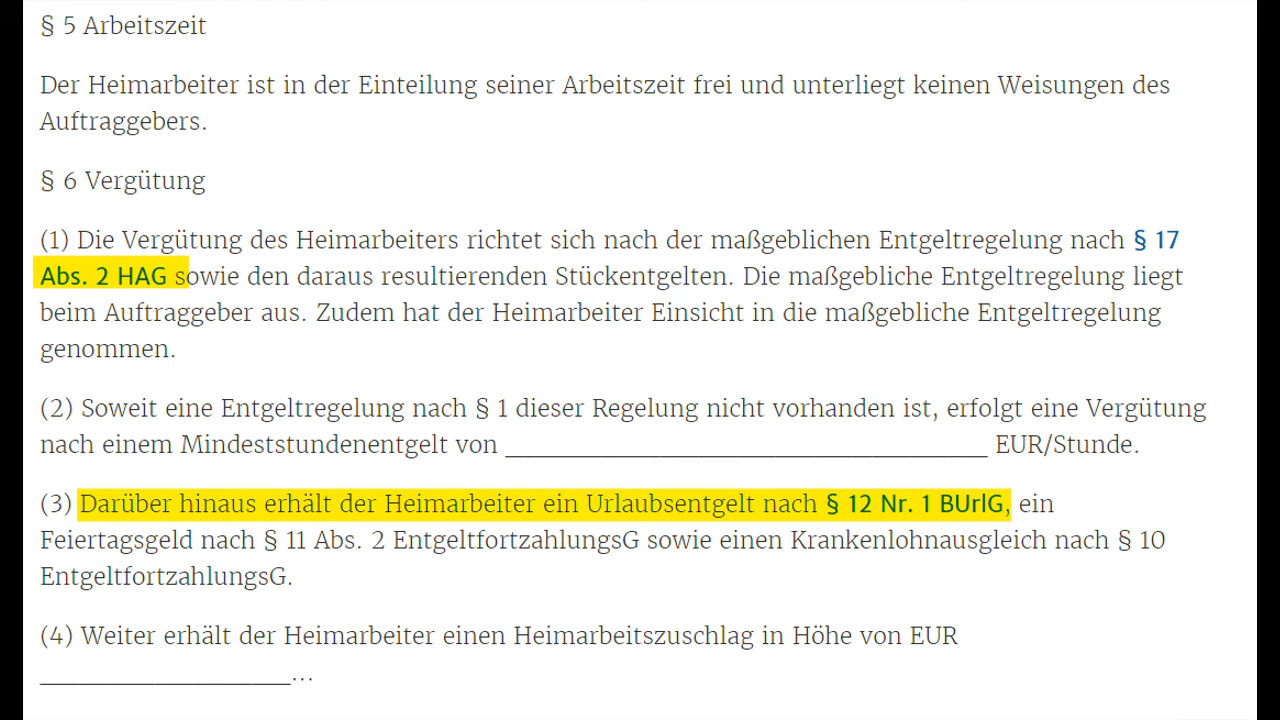 § 5 Arbeitszeit
Der Heimarbeiter ist in der Einteilung seiner Arbeitszeit frei und unterliegt keinen Weisungen des
Auftraggebers.
§ 6 Vergütung
(1) Die Vergütung des Heimarbeiters richtet sich nach der maßgeblichen Entgeltregelung nach § 17
Abs. 2 HAG sowie den daraus resultierenden Stückentgelten. Die maßgebliche Entgeltregelung liegt
beim Auftraggeber aus. Zudem hat der Heimarbeiter Einsicht in die maßgebliche Entgeltregelung
genommen.
(2) Soweit eine Entgeltregelung nach § 1 dieser Regelung nicht vorhanden ist, erfolgt eine Vergütung
nach einem Mindeststundenentgelt von ______________________________________ EUR/Stunde.
(3) Darüber hinaus erhält der Heimarbeiter ein Urlaubsentgelt nach § 12 Nr. 1 BUrlG, ein
Feiertagsgeld nach § 11 Abs. 2 EntgeltfortzahlungsG sowie einen Krankenlohnausgleich nach § 10
EntgeltfortzahlungsG.
(4) Weiter erhält der Heimarbeiter einen Heimarbeitszuschlag in Höhe von EUR
____________________...